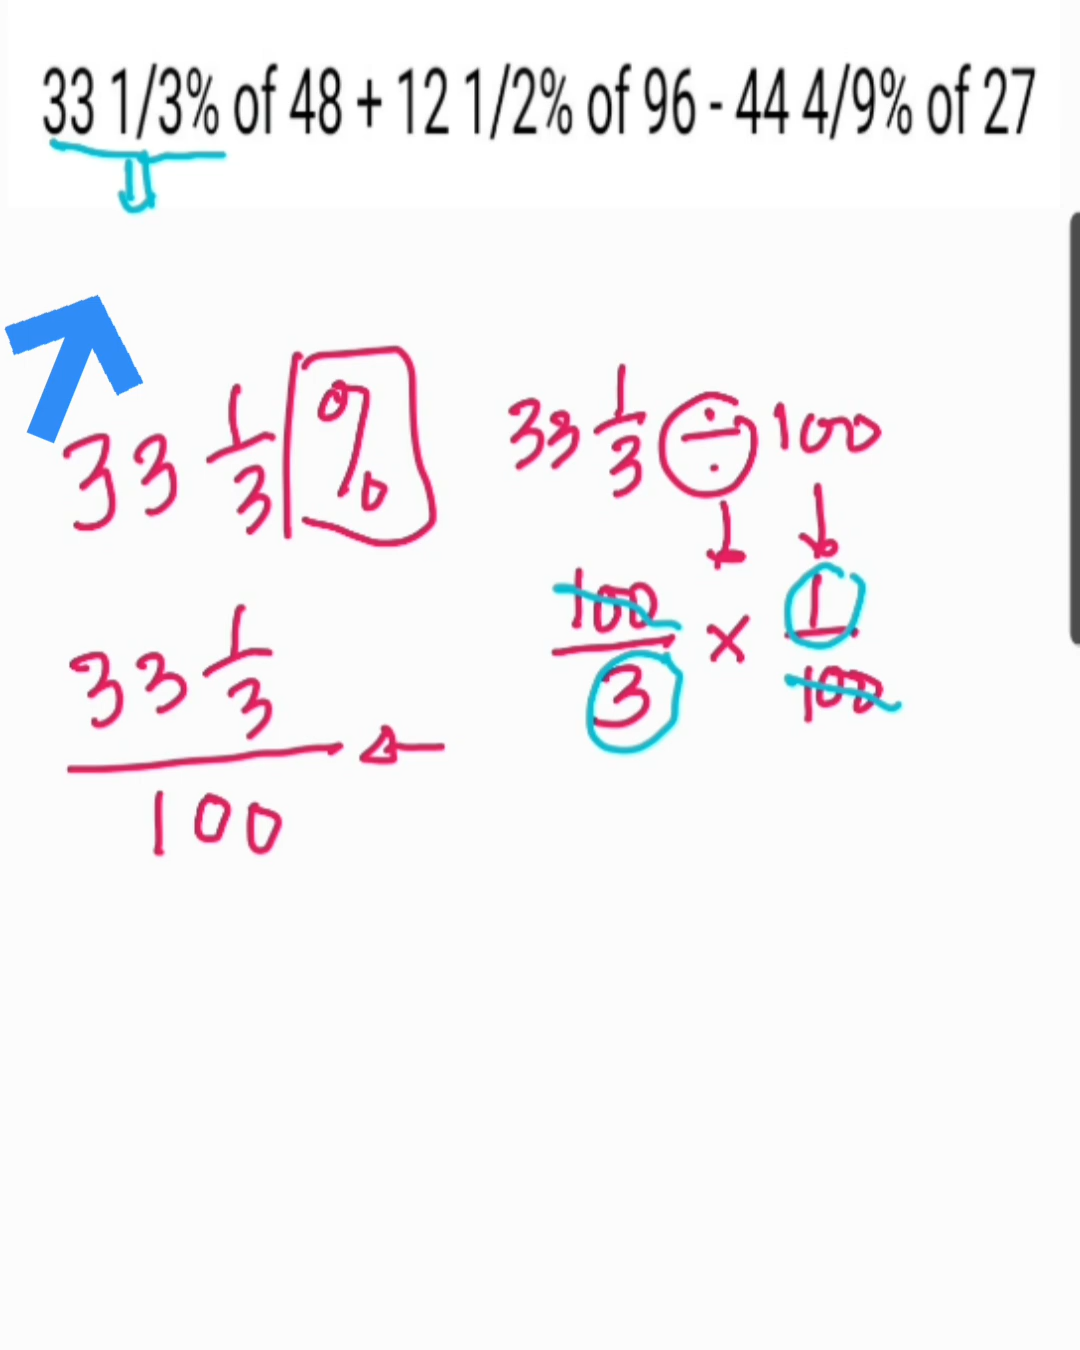 33 1/3% of 48 + 12 1/2% of 96 - 44 4/9% of 27
33 1/3 %
33 1/3 ÷ 100
100/3 × 1/100
33 1/3
100